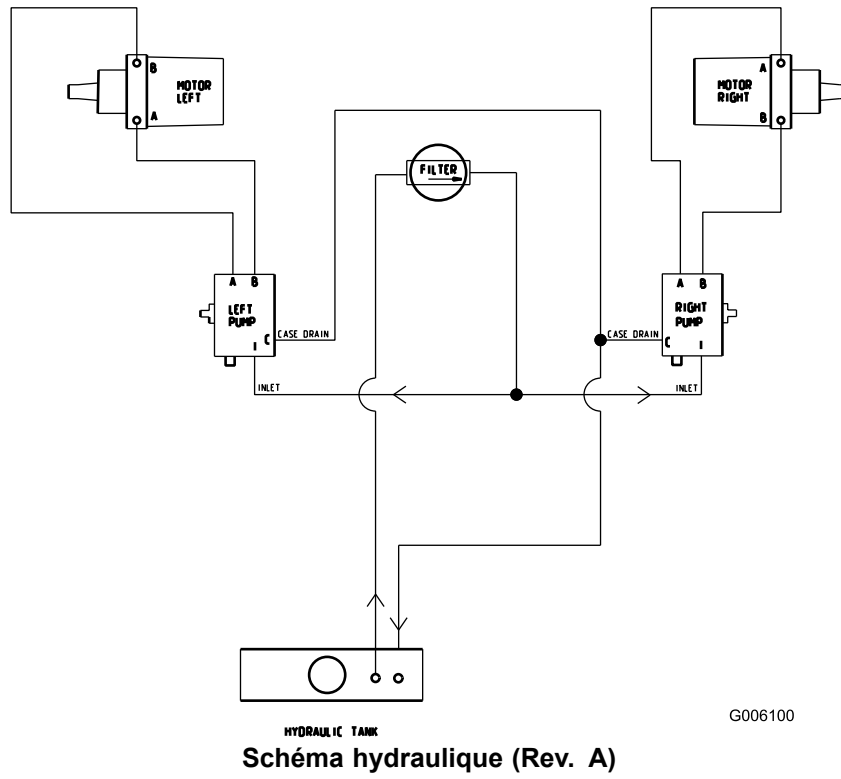 B
MOTOR
LEFT
A
A
MOTOR
RIGHT
B
FILTER
A B
LEFT
PUMP
C
I
CASE DRAIN
INLET
A B
RIGHT
PUMP
C
I
CASE DRAIN
INLET
HYDRAULIC TANK
G006100
Schéma hydraulique (Rev. A)